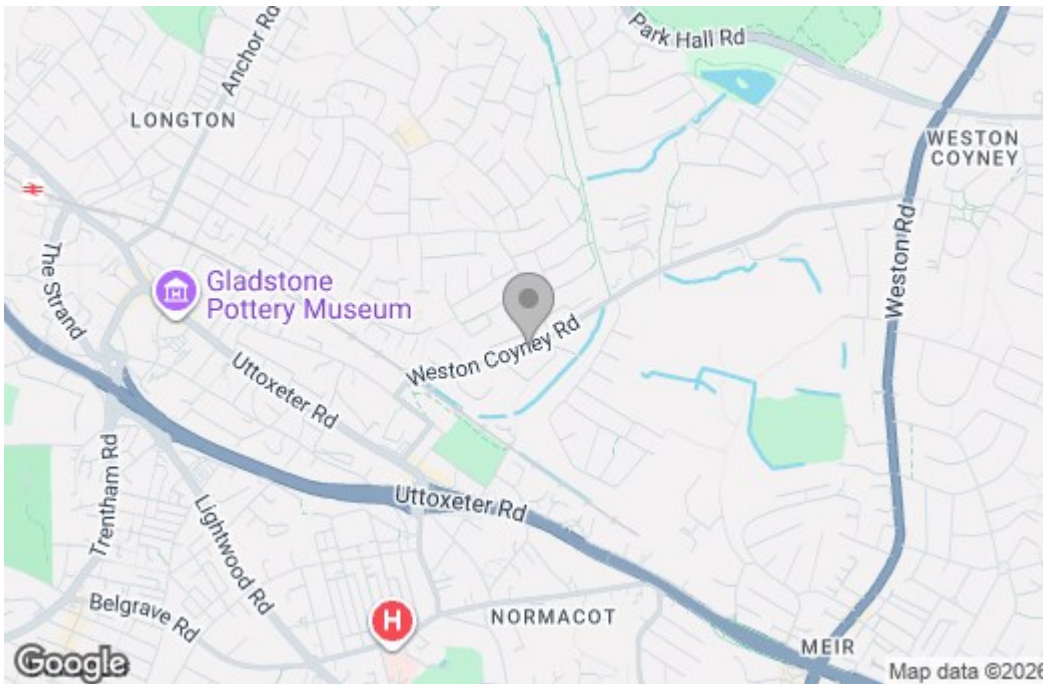 Park Hall Rd
Anchor Rd
LONGTON
WESTON
COYNEY
The Strand
Gladstone
Pottery Museum
Weston Rd
Weston Coyney Rd
Uttoxeter Rd
Trentham Rd
Lightwood Rd
Uttoxeter Rd
Belgrave Rd
H
NORMACOT
MEIR
Google
Map data ©2026